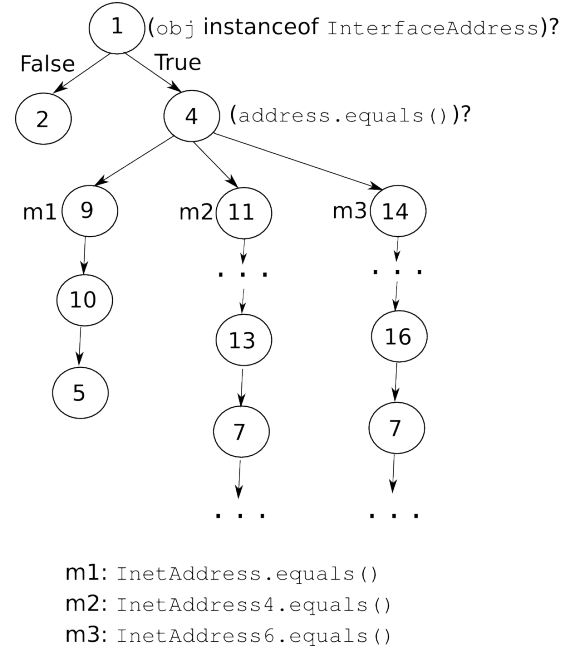 1 (obj instanceof InterfaceAddress)?
False True
2 4 (address.equals())?
m1 9 m2 11 m3 14
. . . . . .
10 13 16
5 7 7
. . . . . .
m1: InetAddress.equals()
m2: InetAddress4.equals()
m3: InetAddress6.equals()